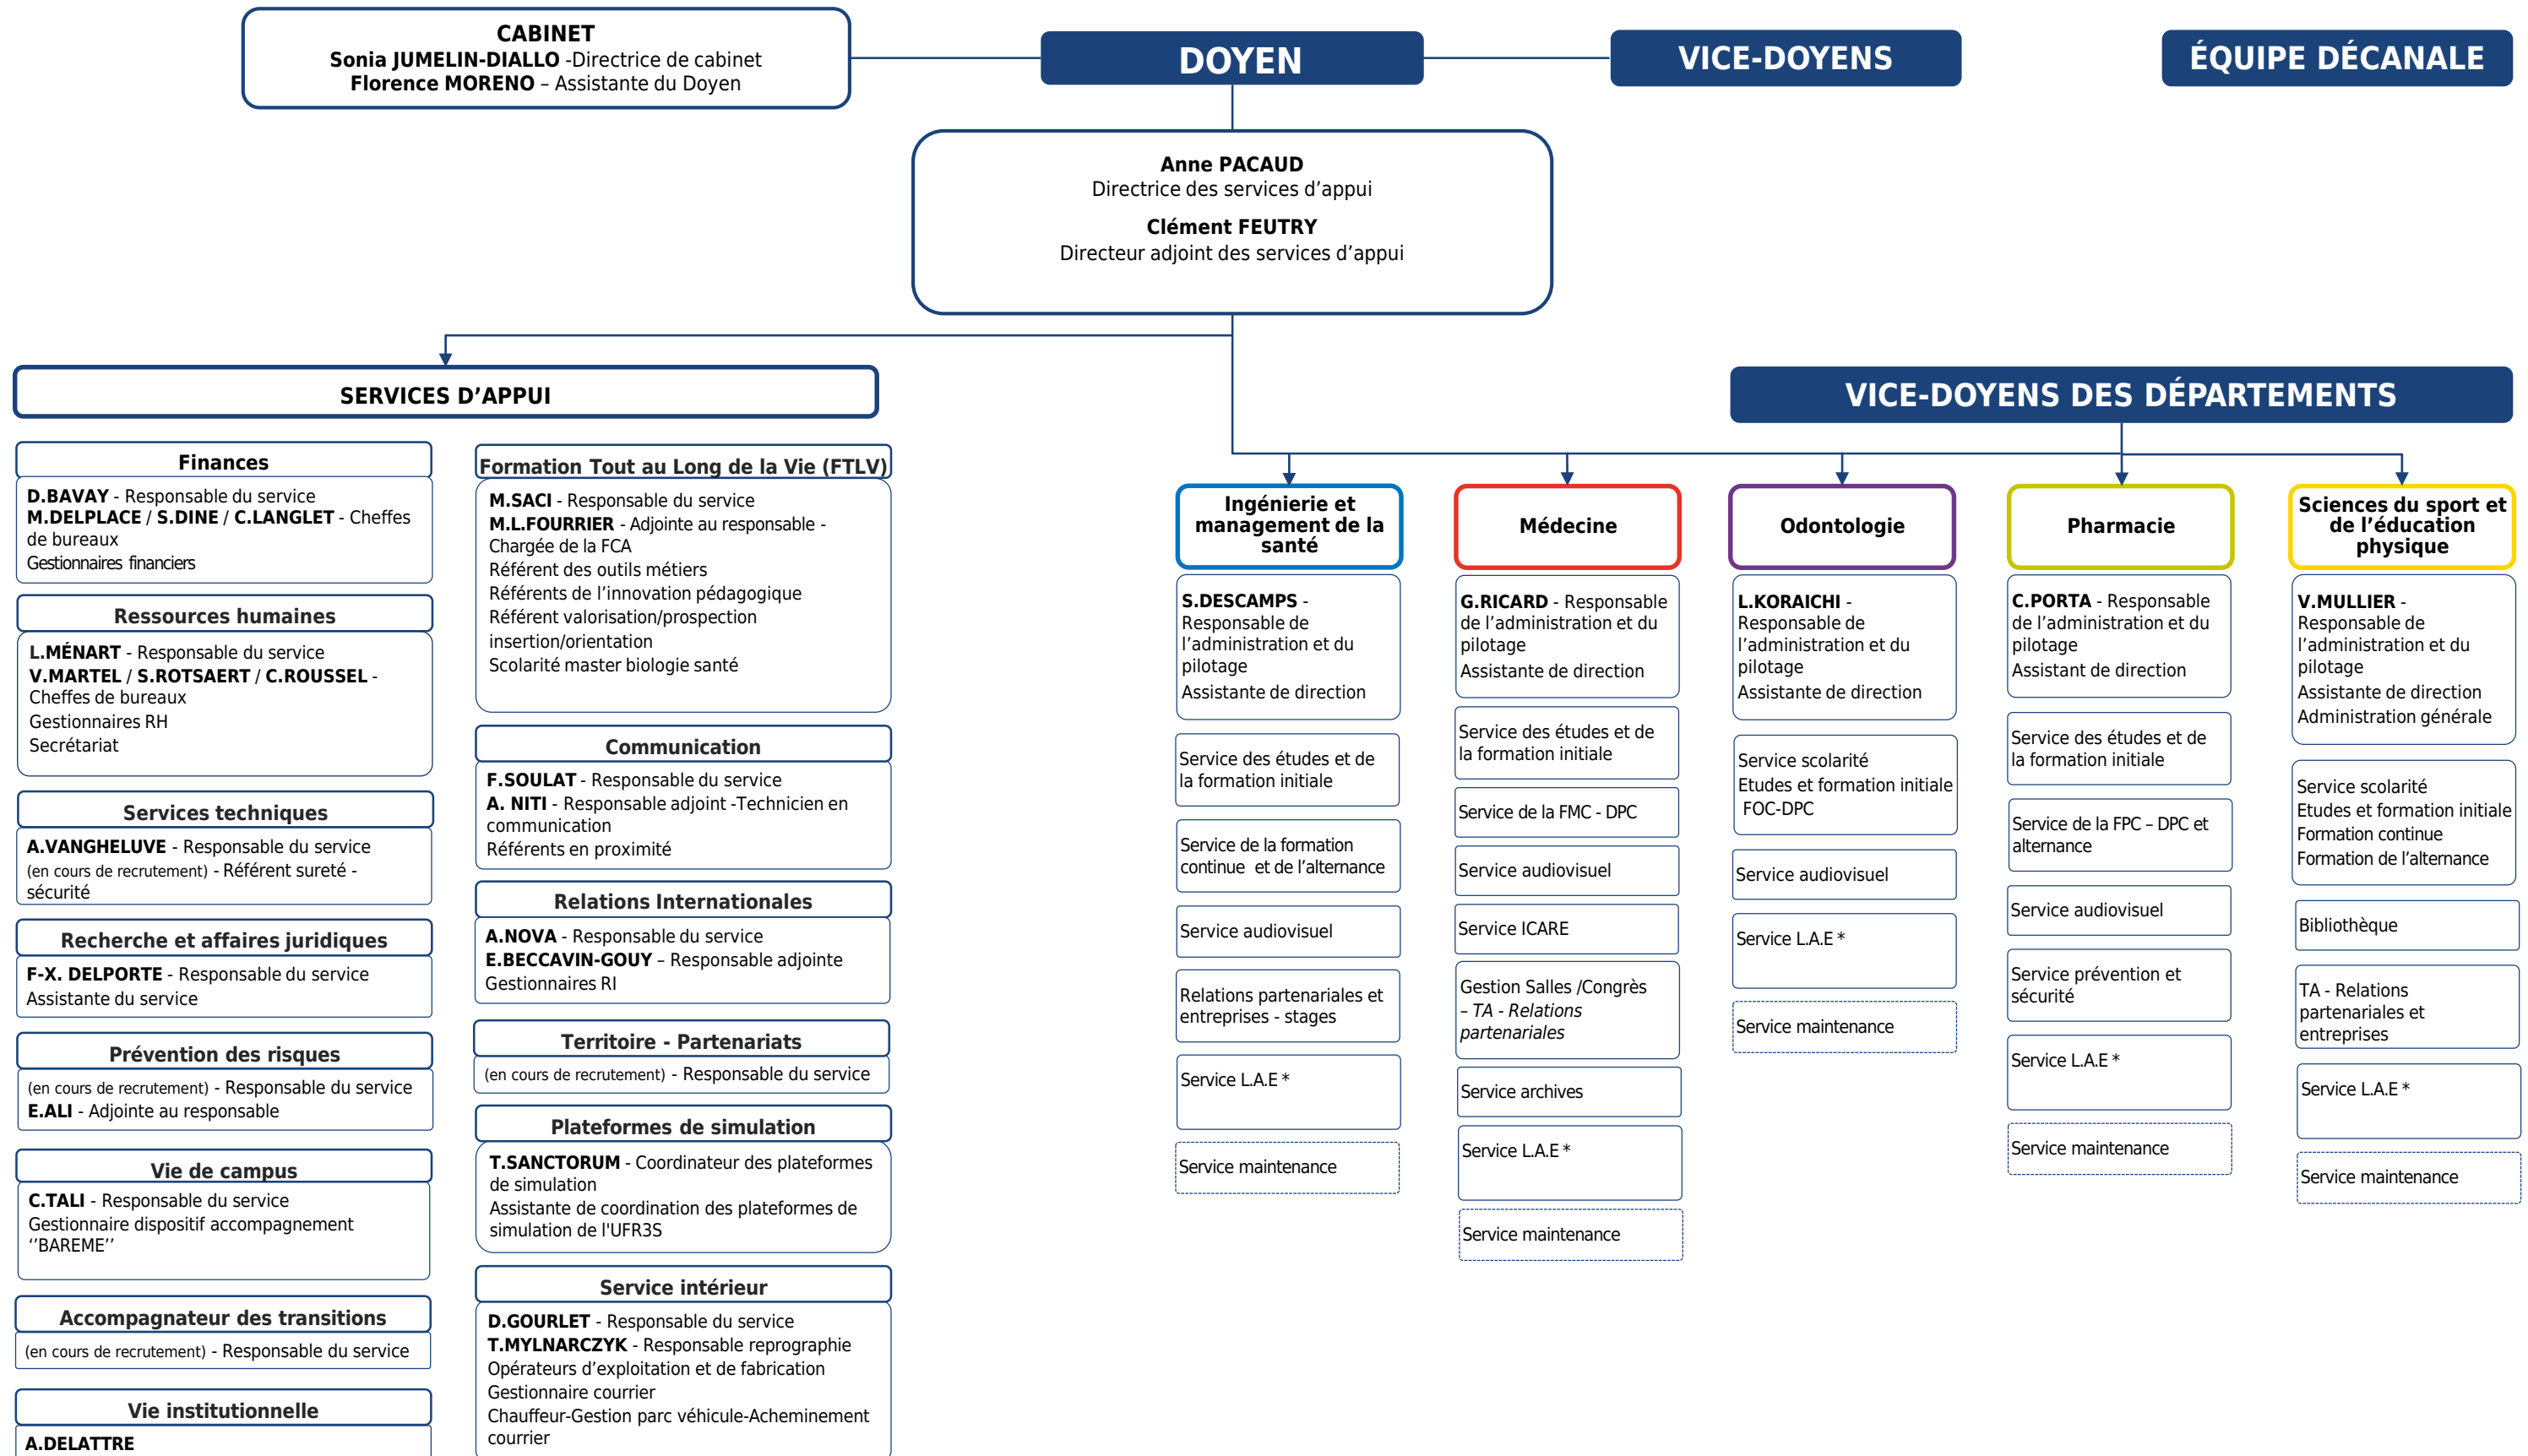 CABINET
Sonia JUMELIN-DIALLO -Directrice de cabinet
Florence MORENO – Assistante du Doyen
DOYEN
VICE-DOYENS
ÉQUIPE DÉCANALE
Anne PACAUD
Directrice des services d’appui
Clément FEUTRY
Directeur adjoint des services d’appui
SERVICES D’APPUI
VICE-DOYENS DES DÉPARTEMENTS
Finances
D.BAVAY - Responsable du service
M.DELPLACE / S.DINE / C.LANGLET - Cheffes
de bureaux
Gestionnaires financiers
Ressources humaines
L.MÉNART - Responsable du service
V.MARTEL / S.ROTSAERT / C.ROUSSEL -
Cheffes de bureaux
Gestionnaires RH
Secrétariat
Services techniques
A.VANGHELUVE - Responsable du service
(en cours de recrutement) - Référent sureté -
sécurité
Recherche et affaires juridiques
F-X. DELPORTE - Responsable du service
Assistante du service
Prévention des risques
(en cours de recrutement) - Responsable du service
E.ALI - Adjointe au responsable
Vie de campus
C.TALI - Responsable du service
Gestionnaire dispositif accompagnement
‘’BAREME’’
Accompagnateur des transitions
(en cours de recrutement) - Responsable du service
Vie institutionnelle
A.DELATTRE
Formation Tout au Long de la Vie (FTLV)
M.SACI - Responsable du service
M.L.FOURRIER - Adjointe au responsable -
Chargée de la FCA
Référent des outils métiers
Référents de l’innovation pédagogique
Référent valorisation/prospection
insertion/orientation
Scolarité master biologie santé
Communication
F.SOULAT - Responsable du service
A. NITI - Responsable adjoint -Technicien en
communication
Référents en proximité
Relations Internationales
A.NOVA - Responsable du service
E.BECCAVIN-GOUY – Responsable adjointe
Gestionnaires RI
Territoire - Partenariats
(en cours de recrutement) - Responsable du service
Plateformes de simulation
T.SANCTORUM - Coordinateur des plateformes
de simulation
Assistante de coordination des plateformes de
simulation de l'UFR3S
Service intérieur
D.GOURLET - Responsable du service
T.MYLNARCZYK - Responsable reprographie
Opérateurs d’exploitation et de fabrication
Gestionnaire courrier
Chauffeur-Gestion parc véhicule-Acheminement
courrier
Ingénierie et
management de la
santé
S.DESCAMPS -
Responsable de
l’administration et du
pilotage
Assistante de direction
Service des études et de
la formation initiale
Service de la formation
continue et de l’alternance
Service audiovisuel
Relations partenariales et
entreprises - stages
Service L.A.E *
Service maintenance
Médecine
G.RICARD - Responsable
de l’administration et du
pilotage
Assistante de direction
Service des études et de
la formation initiale
Service de la FMC - DPC
Service audiovisuel
Service ICARE
Gestion Salles /Congrès
– TA - Relations
partenariales
Service archives
Service L.A.E *
Service maintenance
Odontologie
L.KORAICHI -
Responsable de
l’administration et du
pilotage
Assistante de direction
Service scolarité
Etudes et formation initiale
FOC-DPC
Service audiovisuel
Service L.A.E *
Service maintenance
Pharmacie
C.PORTA - Responsable
de l’administration et du
pilotage
Assistant de direction
Service des études et de
la formation initiale
Service de la FPC – DPC et
alternance
Service audiovisuel
Service prévention et
sécurité
Service L.A.E *
Service maintenance
Sciences du sport et
de l’éducation
physique
V.MULLIER -
Responsable de
l’administration et du
pilotage
Assistante de direction
Administration générale
Service scolarité
Etudes et formation initiale
Formation continue
Formation de l’alternance
Bibliothèque
TA - Relations
partenariales et
entreprises
Service L.A.E *
Service maintenance